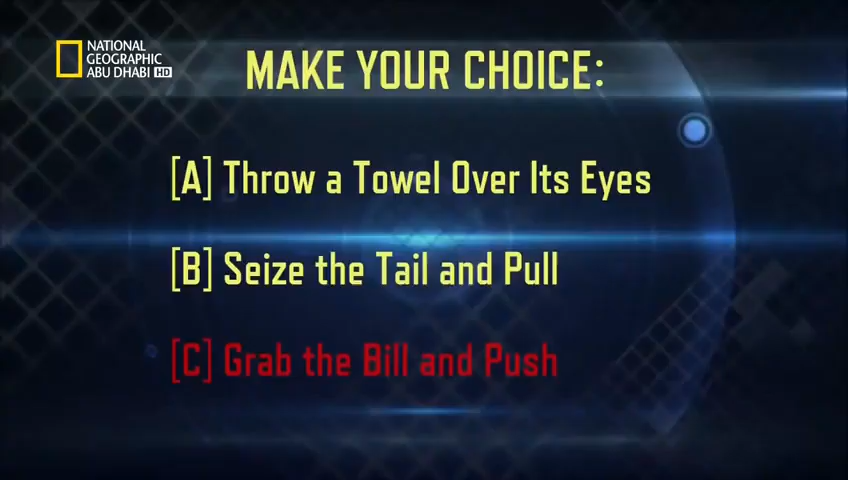 NATIONAL
GEOGRAPHIC
ABU DHABI HD
MAKE YOUR CHOICE:
[A] Throw a Towel Over Its Eyes
[B] Seize the Tail and Pull
[C] Grab the Bill and Push